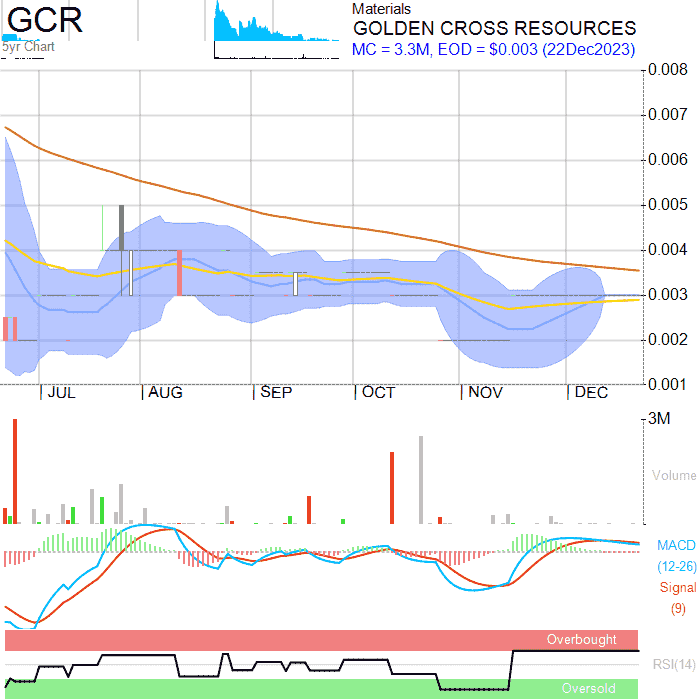 GCR
5yr Chart
Materials
GOLDEN CROSS RESOURCES
MC = 3.3M, EOD = $0.003 (22Dec2023)
0.008
0.007
0.006
0.005
0.004
0.003
0.002
0.001
JUL
AUG
SEP
OCT
NOV
DEC
3M
Volume
MACD
(12-26)
Signal
(9)
Overbought
RSI(14)
Oversold